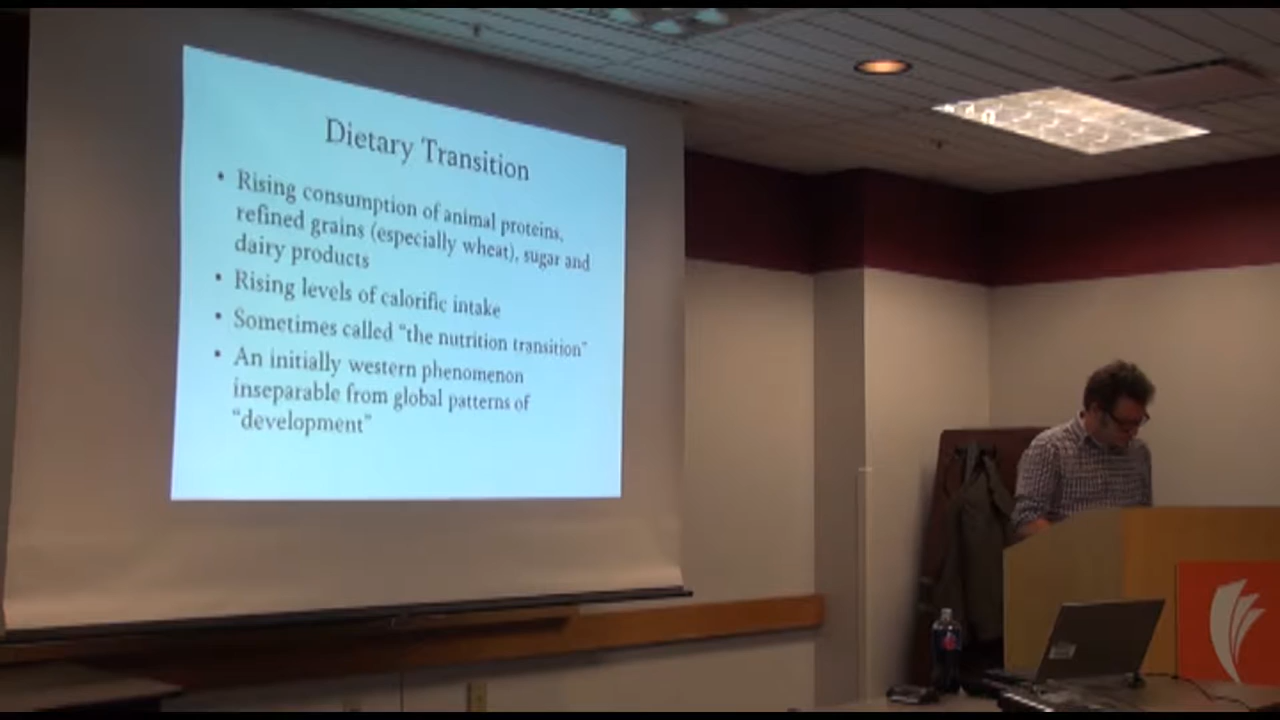 Dietary Transition
• Rising consumption of animal proteins,
refined grains (especially wheat), sugar and
dairy products
• Rising levels of calorific intake
• Sometimes called "the nutrition transition"
• An initially western phenomenon
inseparable from global patterns of
"development"